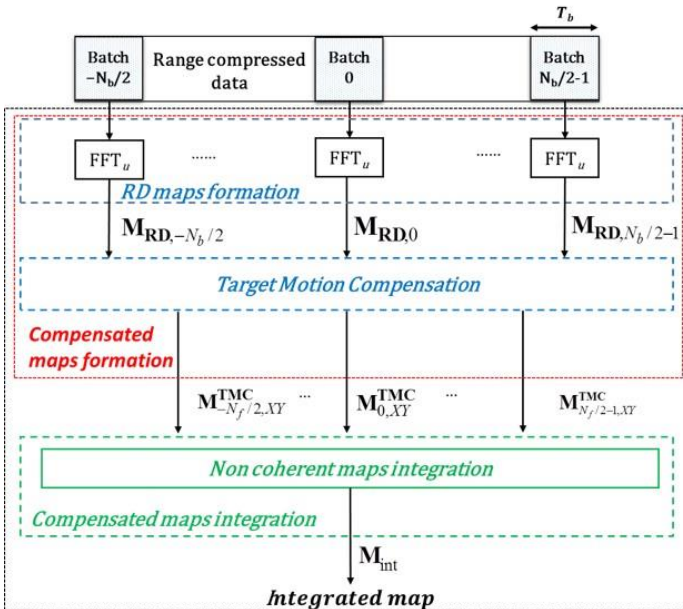 T_b
Batch −N_b/2
Range compressed data
Batch 0
Batch N_b/2-1
FFT_u
......
FFT_u
......
FFT_u
RD maps formation
M_RD,−N_b/2
M_RD,0
M_RD,N_b/2−1
Target Motion Compensation
Compensated maps formation
M^TMC_−N_f/2,XY
...
M^TMC_0,XY
...
M^TMC_N_f/2−1,XY
Non coherent maps integration
Compensated maps integration
M_int
Integrated map